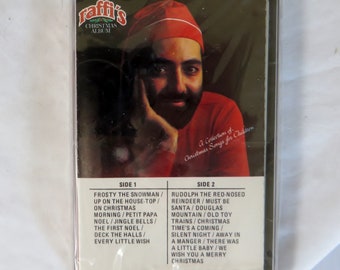 raffi's
CHRISTMAS
ALBUM
A Collection of
Christmas Songs for Children
SIDE 1
FROSTY THE SNOWMAN /
UP ON THE HOUSE-TOP /
ON CHRISTMAS
MORNING / PETIT PAPA
NOEL / JINGLE BELLS /
THE FIRST NOEL /
DECK THE HALLS /
EVERY LITTLE WISH
SIDE 2
RUDOLPH THE RED-NOSED
REINDEER / MUST BE
SANTA / DOUGLAS
MOUNTAIN / OLD TOY
TRAINS / CHRISTMAS
TIME'S A COMING /
SILENT NIGHT / AWAY IN
A MANGER / THERE WAS
A LITTLE BABY / WE
WISH YOU A MERRY
CHRISTMAS